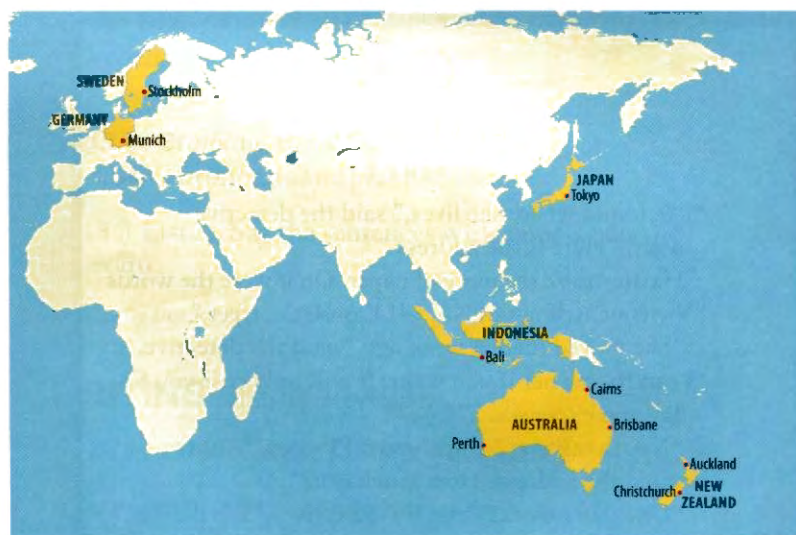 SWEDEN
Stockholm
GERMANY
Munich
JAPAN
Tokyo
INDONESIA
Bali
Cairns
AUSTRALIA
Brisbane
Perth
Auckland
Christchurch
NEW
ZEALAND